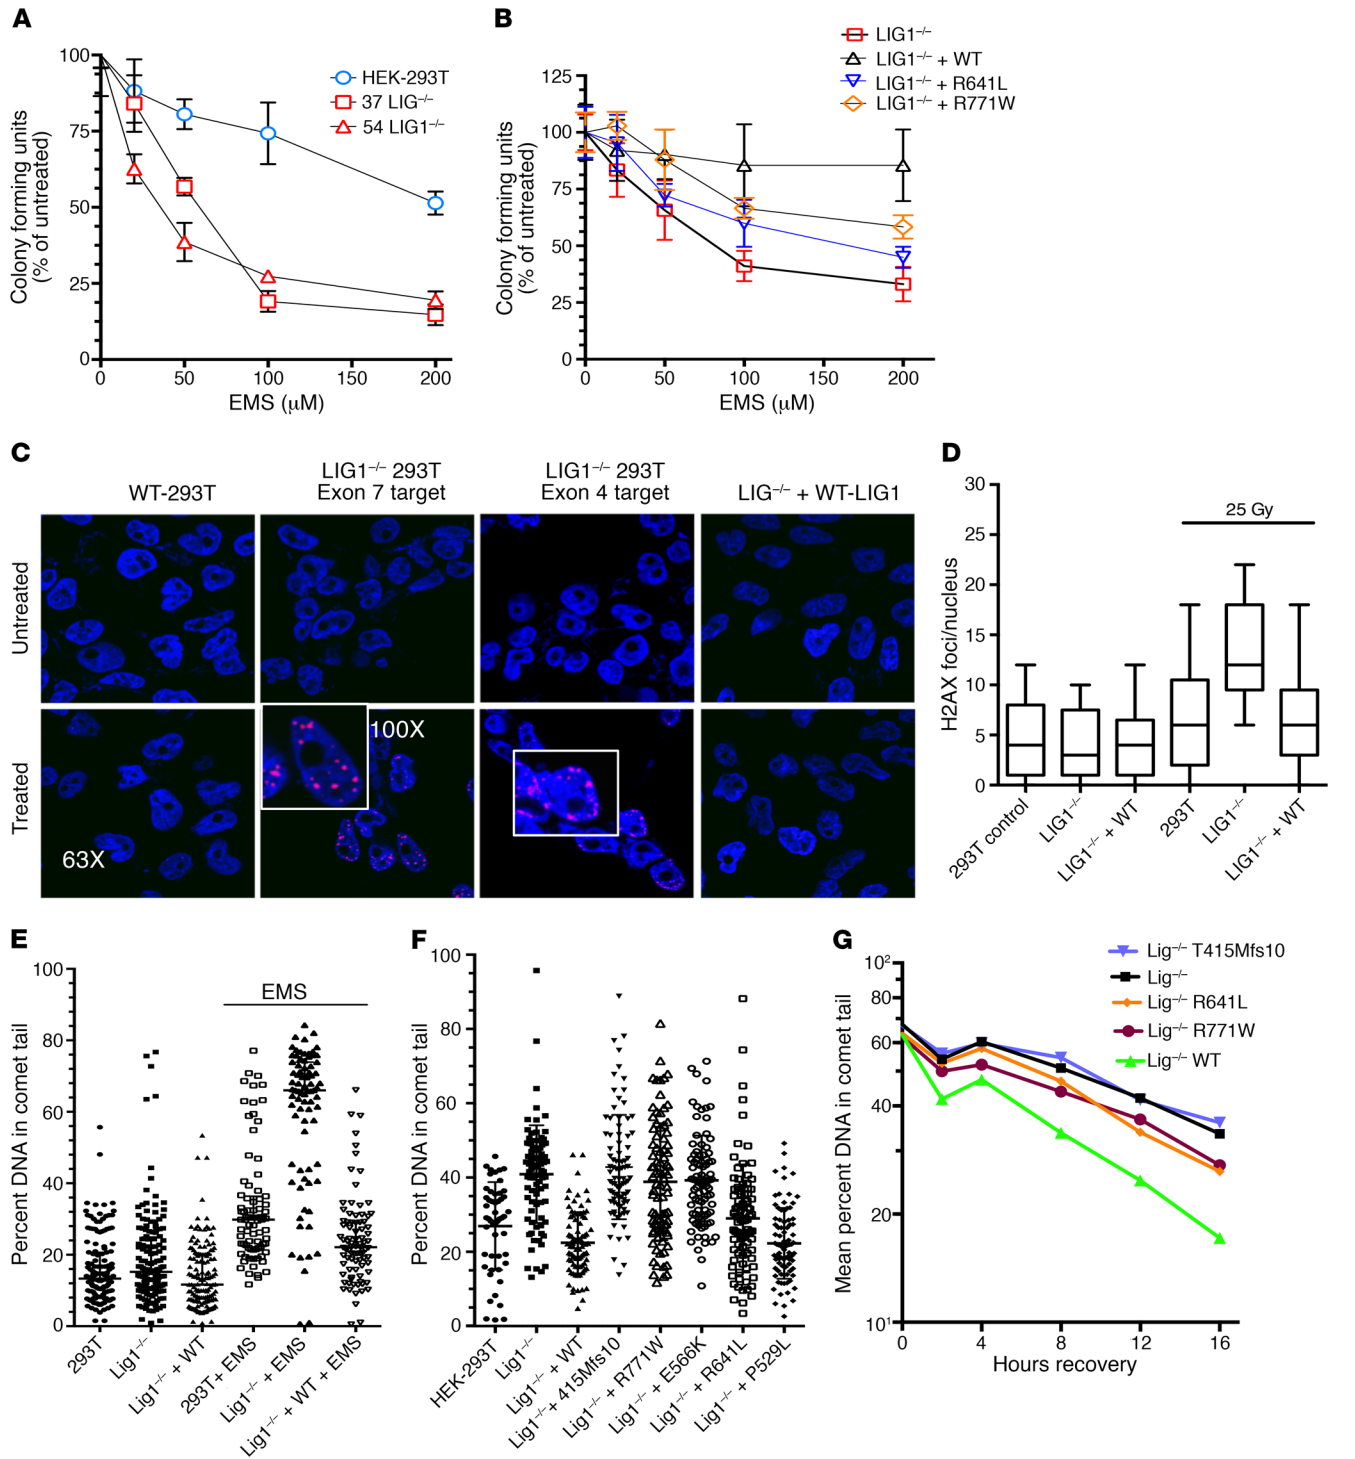 A
Colony forming units
(% of untreated)
100
75
50
25
0
0
50
100
150
200
EMS (μM)
HEK-293T
37 LIG⁻/⁻
54 LIG1⁻/⁻
B
Colony forming units
(% of untreated)
125
100
75
50
25
0
0
50
100
150
200
EMS (μM)
LIG1⁻/⁻
LIG1⁻/⁻ + WT
LIG1⁻/⁻ + R641L
LIG1⁻/⁻ + R771W
C
WT-293T
LIG1⁻/⁻ 293T
Exon 7 target
LIG1⁻/⁻ 293T
Exon 4 target
LIG⁻/⁻ + WT-LIG1
Untreated
Treated
63X
100X
D
H2AX foci/nucleus
30
25
20
15
10
5
0
25 Gy
293T control
LIG1⁻/⁻
LIG1⁻/⁻ + WT
293T
LIG1⁻/⁻
LIG1⁻/⁻ + WT
E
Percent DNA in comet tail
100
80
60
40
20
0
EMS
293T
Lig1⁻/⁻
Lig1⁻/⁻ + WT
293T+ EMS
Lig1⁻/⁻ + EMS
Lig1⁻/⁻ + WT + EMS
F
Percent DNA in comet tail
100
80
60
40
20
0
HEK-293T
Lig1⁻/⁻
Lig1⁻/⁻ + WT
Lig1⁻/⁻+ 415Mfs10
Lig1⁻/⁻ + R771W
Lig1⁻/⁻ + E566K
Lig1⁻/⁻ + R641L
Lig1⁻/⁻ + P529L
G
Mean percent DNA in comet tail
10²
80
60
40
20
10¹
0
4
8
12
16
Hours recovery
Lig⁻/⁻ T415Mfs10
Lig⁻/⁻
Lig⁻/⁻ R641L
Lig⁻/⁻ R771W
Lig⁻/⁻ WT